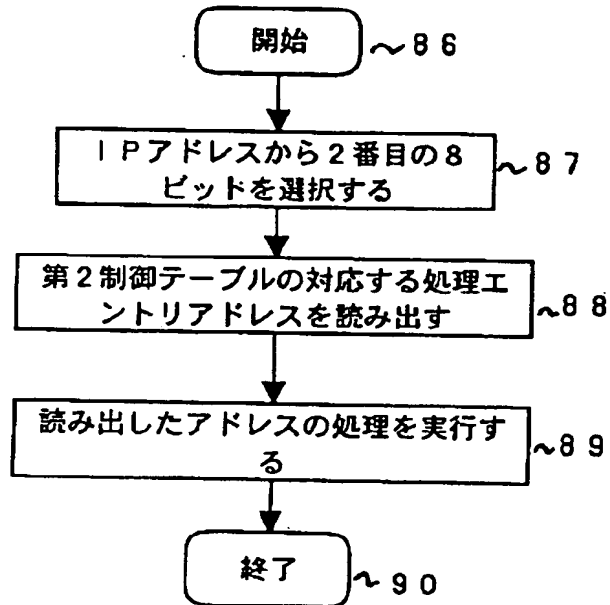 開始 ~86
IPアドレスから2番目の8 ~87
ビッドを選択する
第2制御テーブルの対応する処理エ
ントリアドレスを読み出す ~88
読み出したアドレスの処理を実行す ~89
る
終了 ~90